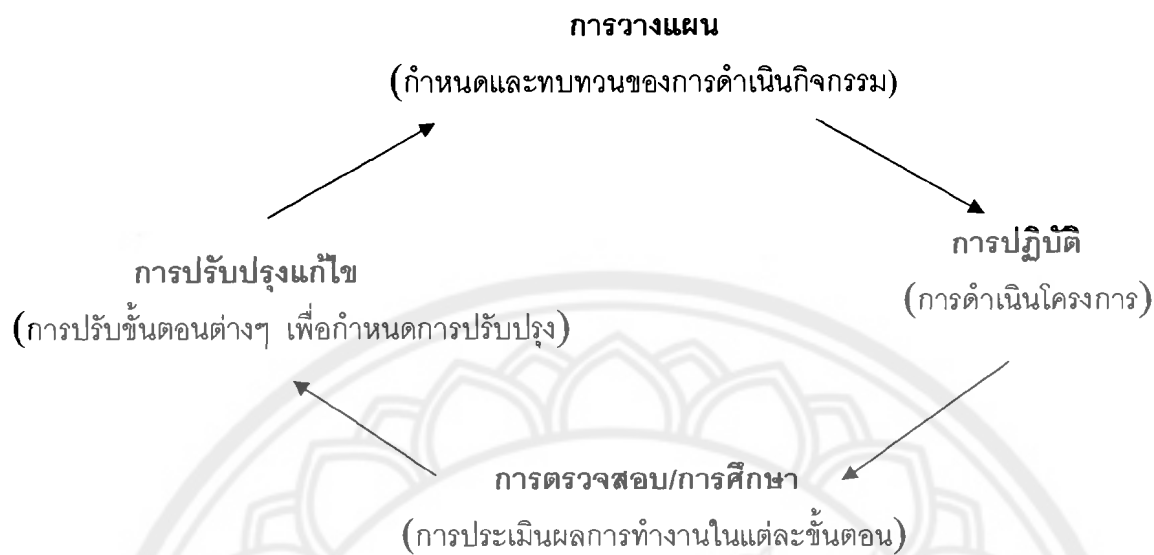 การวางแผน
(กำหนดและทบทวนของการดำเนินกิจกรรม)
การปฏิบัติ
(การดำเนินโครงการ)
การตรวจสอบ/การศึกษา
(การประเมินผลการทำงานในแต่ละขั้นตอน)
การปรับปรุงแก้ไข
(การปรับขั้นตอนต่างๆ เพื่อกำหนดการปรับปรุง)